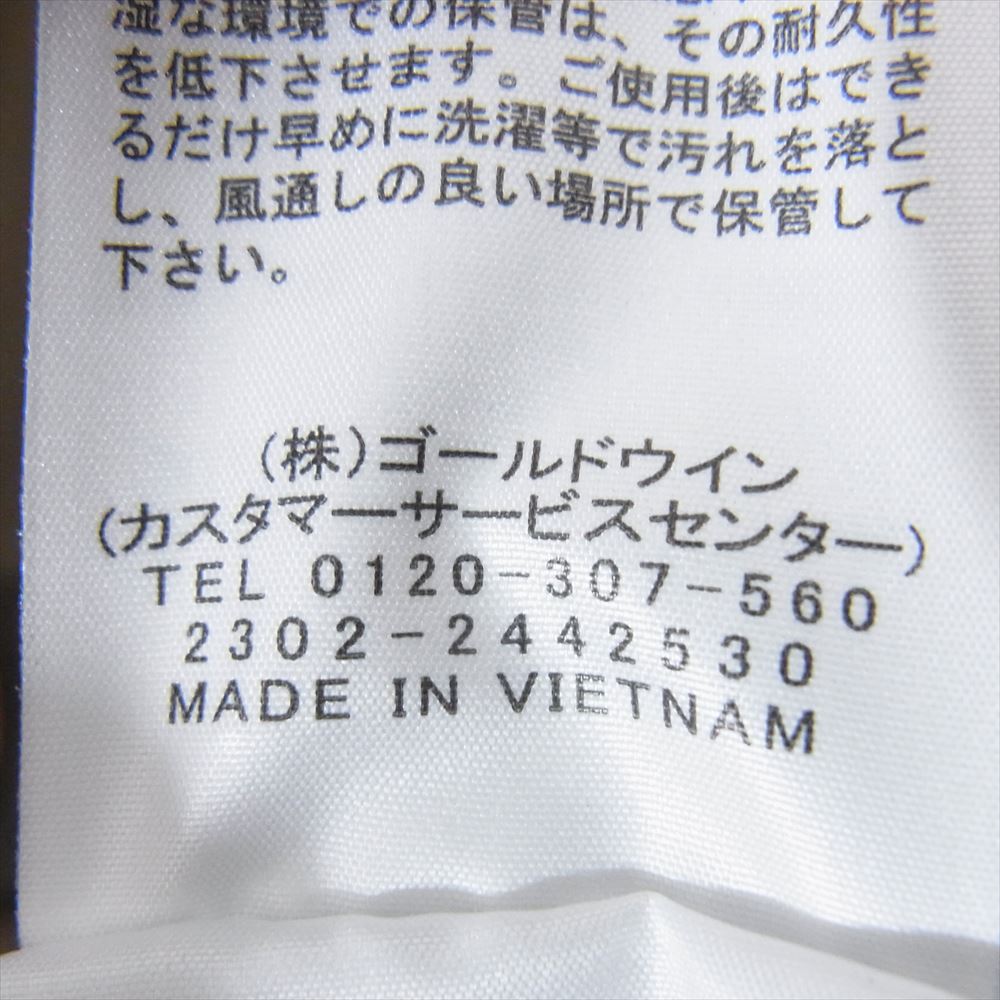 湿な環境での保管は、その耐久性
を低下させます。ご使用後はでき
るだけ早めに洗濯等で汚れを落と
し、風通しの良い場所で保管して
下さい。
(株)ゴールドウイン
(カスタマーサービスセンター)
TEL 0120-307-560
2302-2442530
MADE IN VIETNAM